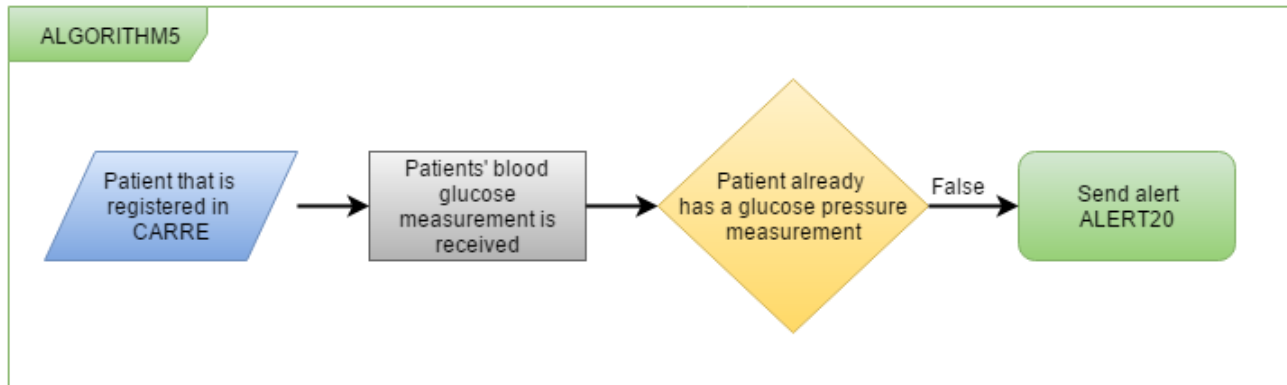 ALGORITHM5
Patient that is
registered in
CARRE
Patients' blood
glucose
measurement is
received
Patient already
has a glucose pressure
measurement
False
Send alert
ALERT20